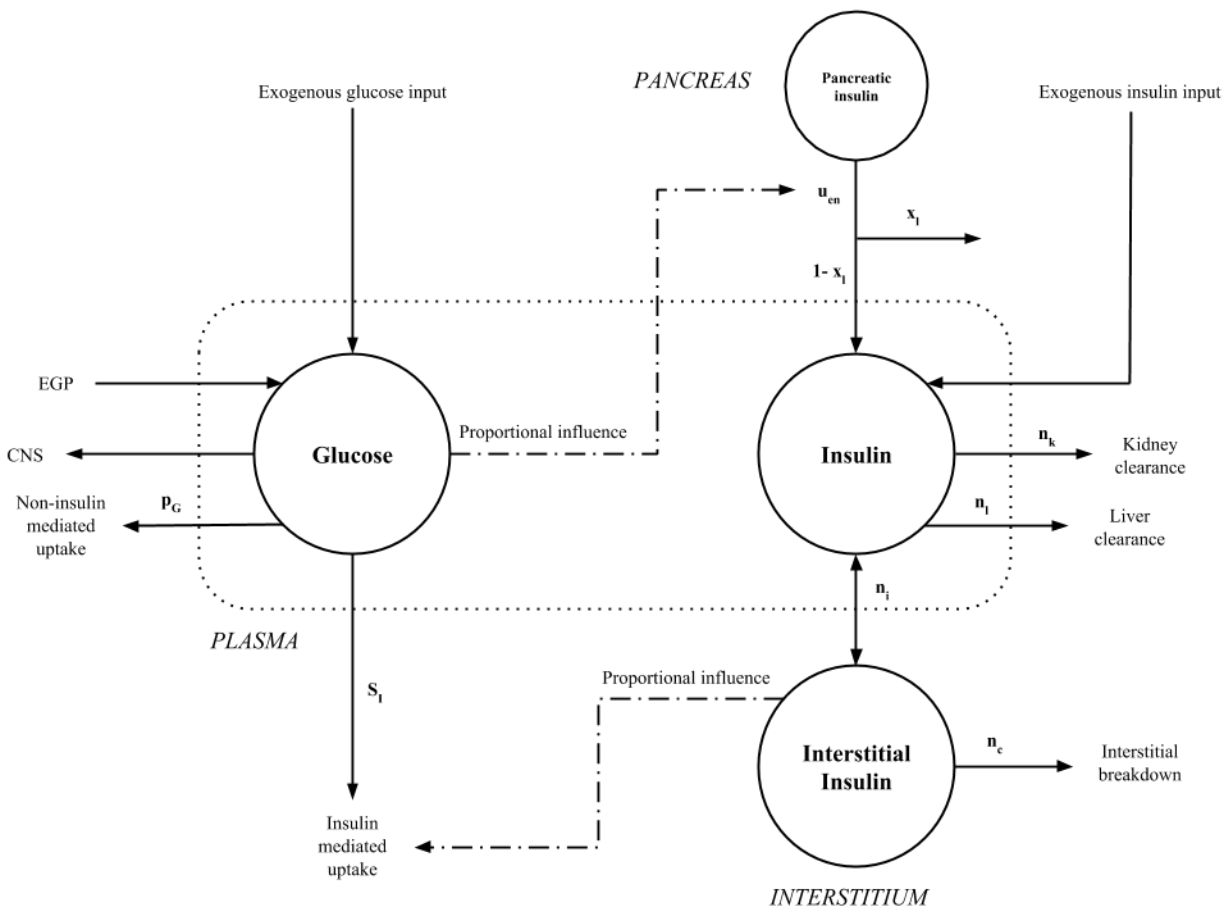 PANCREAS
Pancreatic
insulin
Exogenous glucose input
Exogenous insulin input
u_en
x_l
1- x_l
EGP
CNS
Glucose
Proportional influence
Insulin
n_k
Kidney
clearance
p_G
Non-insulin
mediated
uptake
n_l
Liver
clearance
n_i
PLASMA
S_I
Proportional influence
Interstitial
Insulin
n_c
Interstitial
breakdown
Insulin
mediated
uptake
INTERSTITIUM